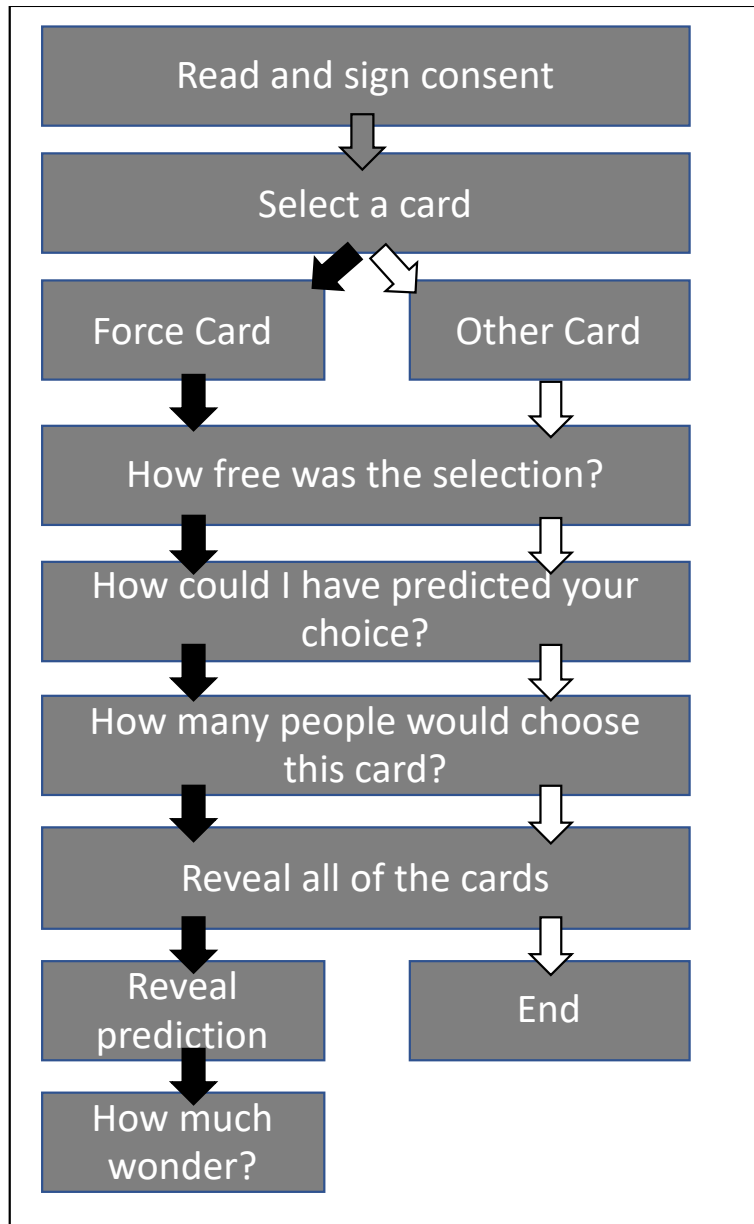 Read and sign consent
Select a card
Force Card
Other Card
How free was the selection?
How could I have predicted your
choice?
How many people would choose
this card?
Reveal all of the cards
Reveal
prediction
End
How much
wonder?